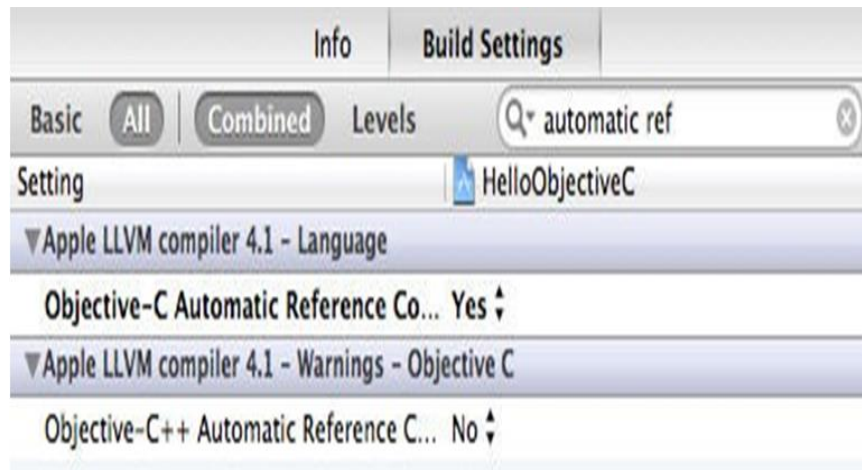 Info Build Settings
Basic All Combined Levels automatic ref
Setting HelloObjectiveC
Apple LLVM compiler 4.1 - Language
Objective-C Automatic Reference Co... Yes
Apple LLVM compiler 4.1 - Warnings - Objective C
Objective-C++ Automatic Reference C... No